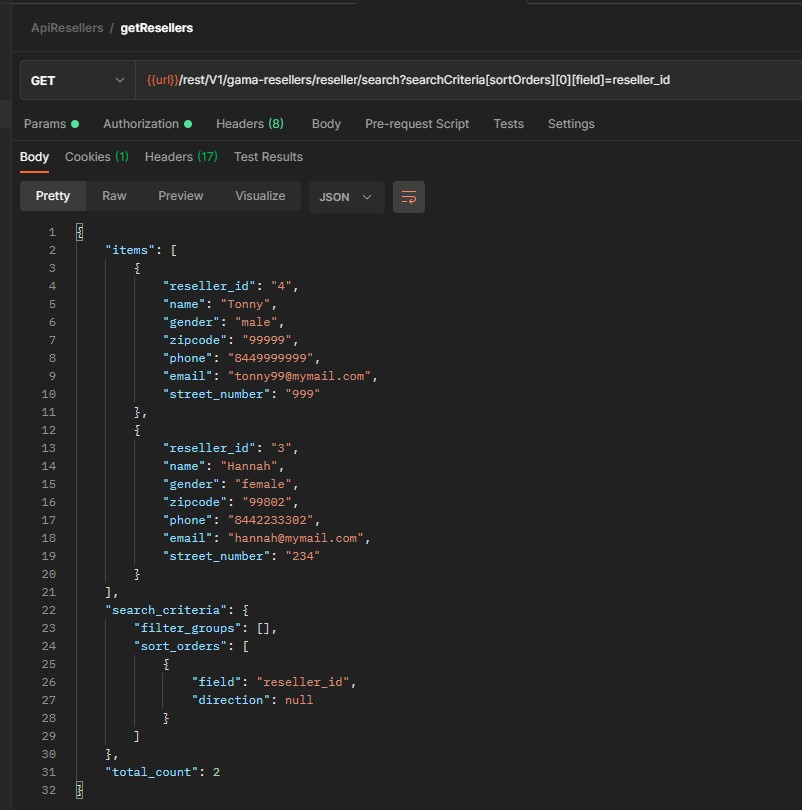 ApiResellers / getResellers
GET {{url}}/rest/V1/gama-resellers/reseller/search?searchCriteria[sortOrders][0][field]=reseller_id
Params Authorization Headers (8) Body Pre-request Script Tests Settings
Body Cookies (1) Headers (17) Test Results
Pretty Raw Preview Visualize JSON
1 {
2 "items": [
3 {
4 "reseller_id": "4",
5 "name": "Tonny",
6 "gender": "male",
7 "zipcode": "99999",
8 "phone": "8449999999",
9 "email": "tonny99@mymail.com",
10 "street_number": "999"
11 },
12 {
13 "reseller_id": "3",
14 "name": "Hannah",
15 "gender": "female",
16 "zipcode": "99802",
17 "phone": "8442233302",
18 "email": "hannah@mymail.com",
19 "street_number": "234"
20 }
21 ],
22 "search_criteria": {
23 "filter_groups": [],
24 "sort_orders": [
25 {
26 "field": "reseller_id",
27 "direction": null
28 }
29 ]
30 },
31 "total_count": 2
32 }